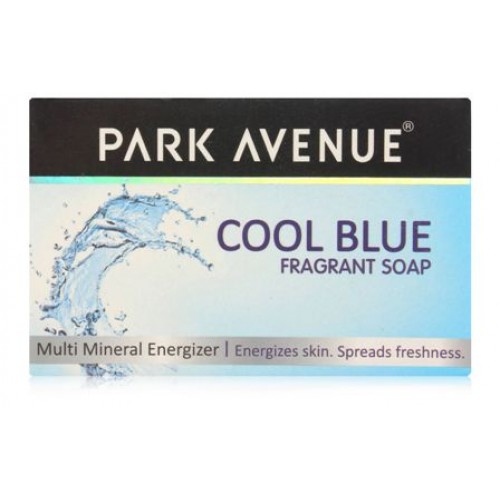 PARK AVENUE®
COOL BLUE
FRAGRANT SOAP
Multi Mineral Energizer | Energizes skin. Spreads freshness.